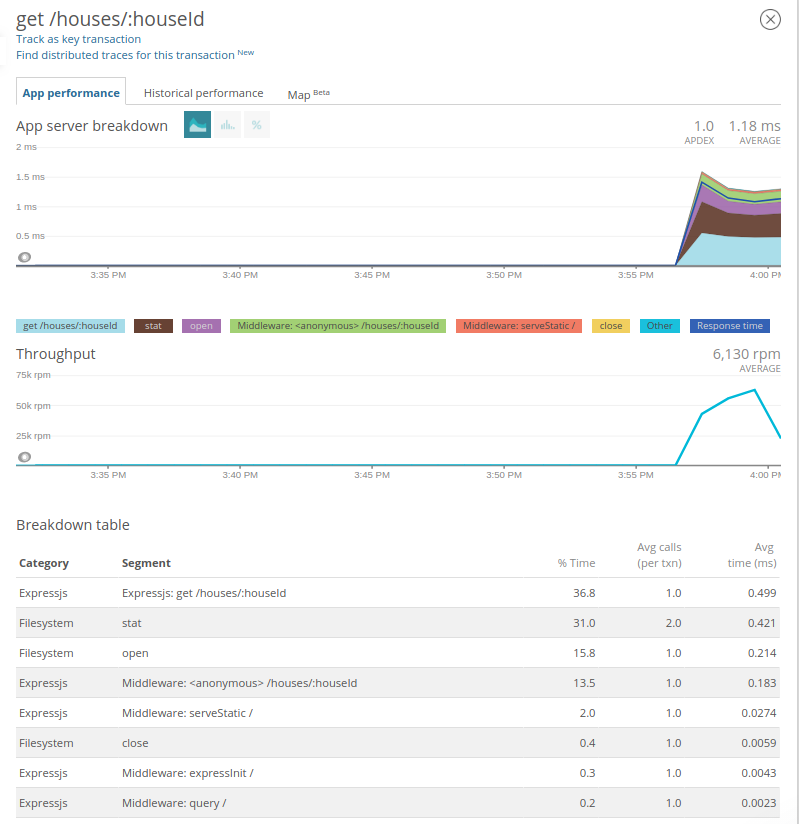 get /houses/:houseId
Track as key transaction
Find distributed traces for this transaction New
App performance Historical performance Map Beta
App server breakdown % 1.0 1.18 ms
APDEX AVERAGE
2 ms
1.5 ms
1 ms
0.5 ms
3:35 PM 3:40 PM 3:45 PM 3:50 PM 3:55 PM 4:00 PM
get /houses/:houseId stat open Middleware: <anonymous> /houses/:houseId Middleware: serveStatic / close Other Response time
Throughput 6,130 rpm
AVERAGE
75k rpm
50k rpm
25k rpm
3:35 PM 3:40 PM 3:45 PM 3:50 PM 3:55 PM 4:00 PM
Breakdown table
Category Segment % Time Avg calls (per txn) Avg time (ms)
Expressjs Expressjs: get /houses/:houseId 36.8 1.0 0.499
Filesystem stat 31.0 2.0 0.421
Filesystem open 15.8 1.0 0.214
Expressjs Middleware: <anonymous> /houses/:houseId 13.5 1.0 0.183
Expressjs Middleware: serveStatic / 2.0 1.0 0.0274
Filesystem close 0.4 1.0 0.0059
Expressjs Middleware: expressInit / 0.3 1.0 0.0043
Expressjs Middleware: query / 0.2 1.0 0.0023